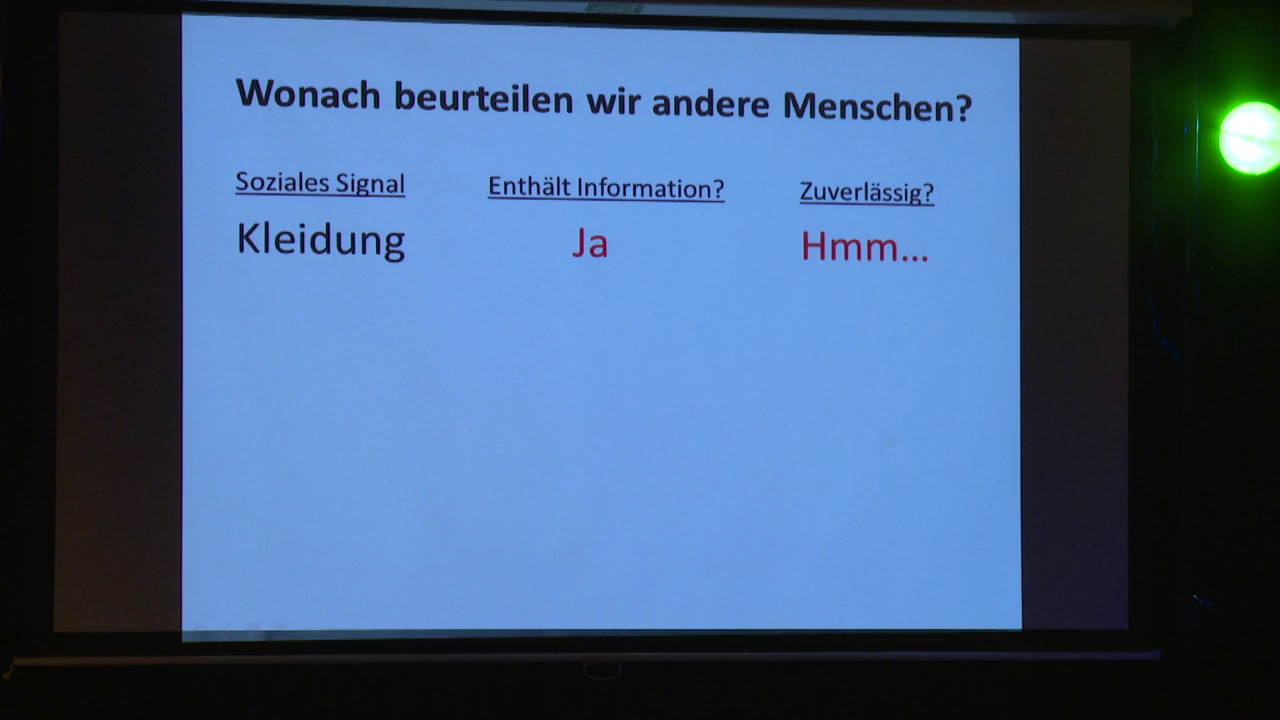 Wonach beurteilen wir andere Menschen?
Soziales Signal Enthält Information? Zuverlässig?
Kleidung Ja Hmm...